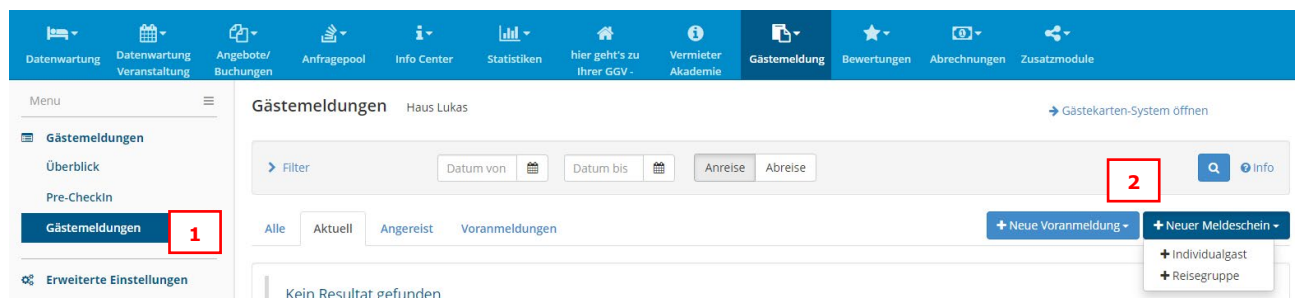 Datenwartung
Datenwartung
Veranstaltung
Angebote/
Buchungen
Anfragepool
Info Center
Statistiken
hier geht's zu
Ihrer GGV -
Vermieter
Akademie
Gästemeldung
Bewertungen
Abrechnungen
Zusatzmodule
Menu
Gästemeldungen
Überblick
Pre-CheckIn
Gästemeldungen
1
Erweiterte Einstellungen
Gästemeldungen Haus Lukas
Gästekarten-System öffnen
Filter
Datum von
Datum bis
Anreise Abreise
2
Info
Alle Aktuell Angereist Voranmeldungen
+ Neue Voranmeldung
+ Neuer Meldeschein
+ Individualgast
+ Reisegruppe
Kein Resultat gefunden